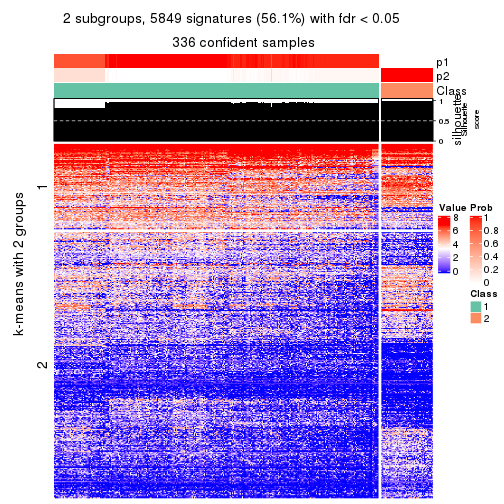 2 subgroups, 5849 signatures (56.1%) with fdr < 0.05
336 confident samples
p1
p2
Class
1
0.5
0
silhouette
Silhouette
score
k-means with 2 groups
1
2
Value
8
6
4
2
0
Prob
1
0.8
0.6
0.4
0.2
0
Class
1
2